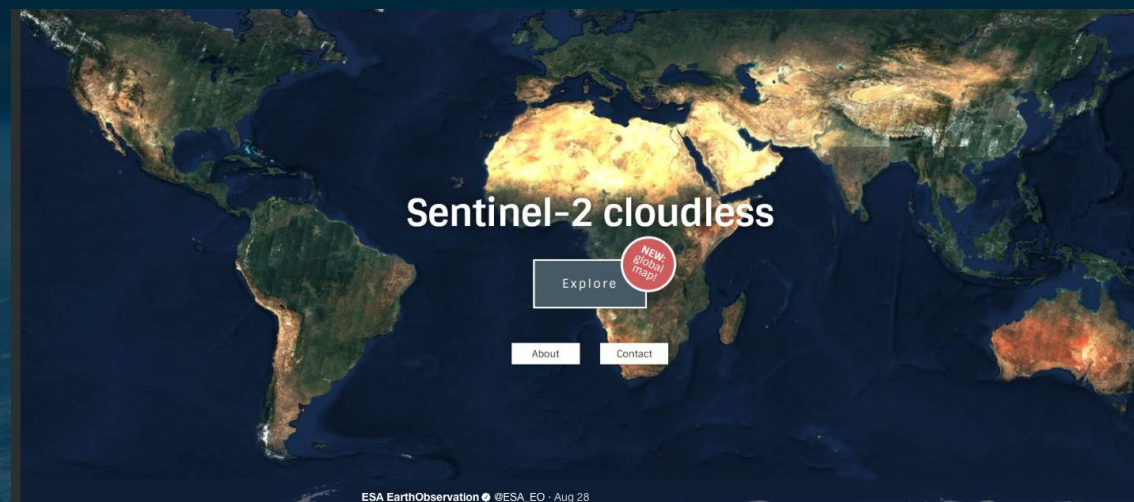 Sentinel-2 cloudless
NEW:
global
map!
Explore
About
Contact
ESA EarthObservation @ESA_EO · Aug 28